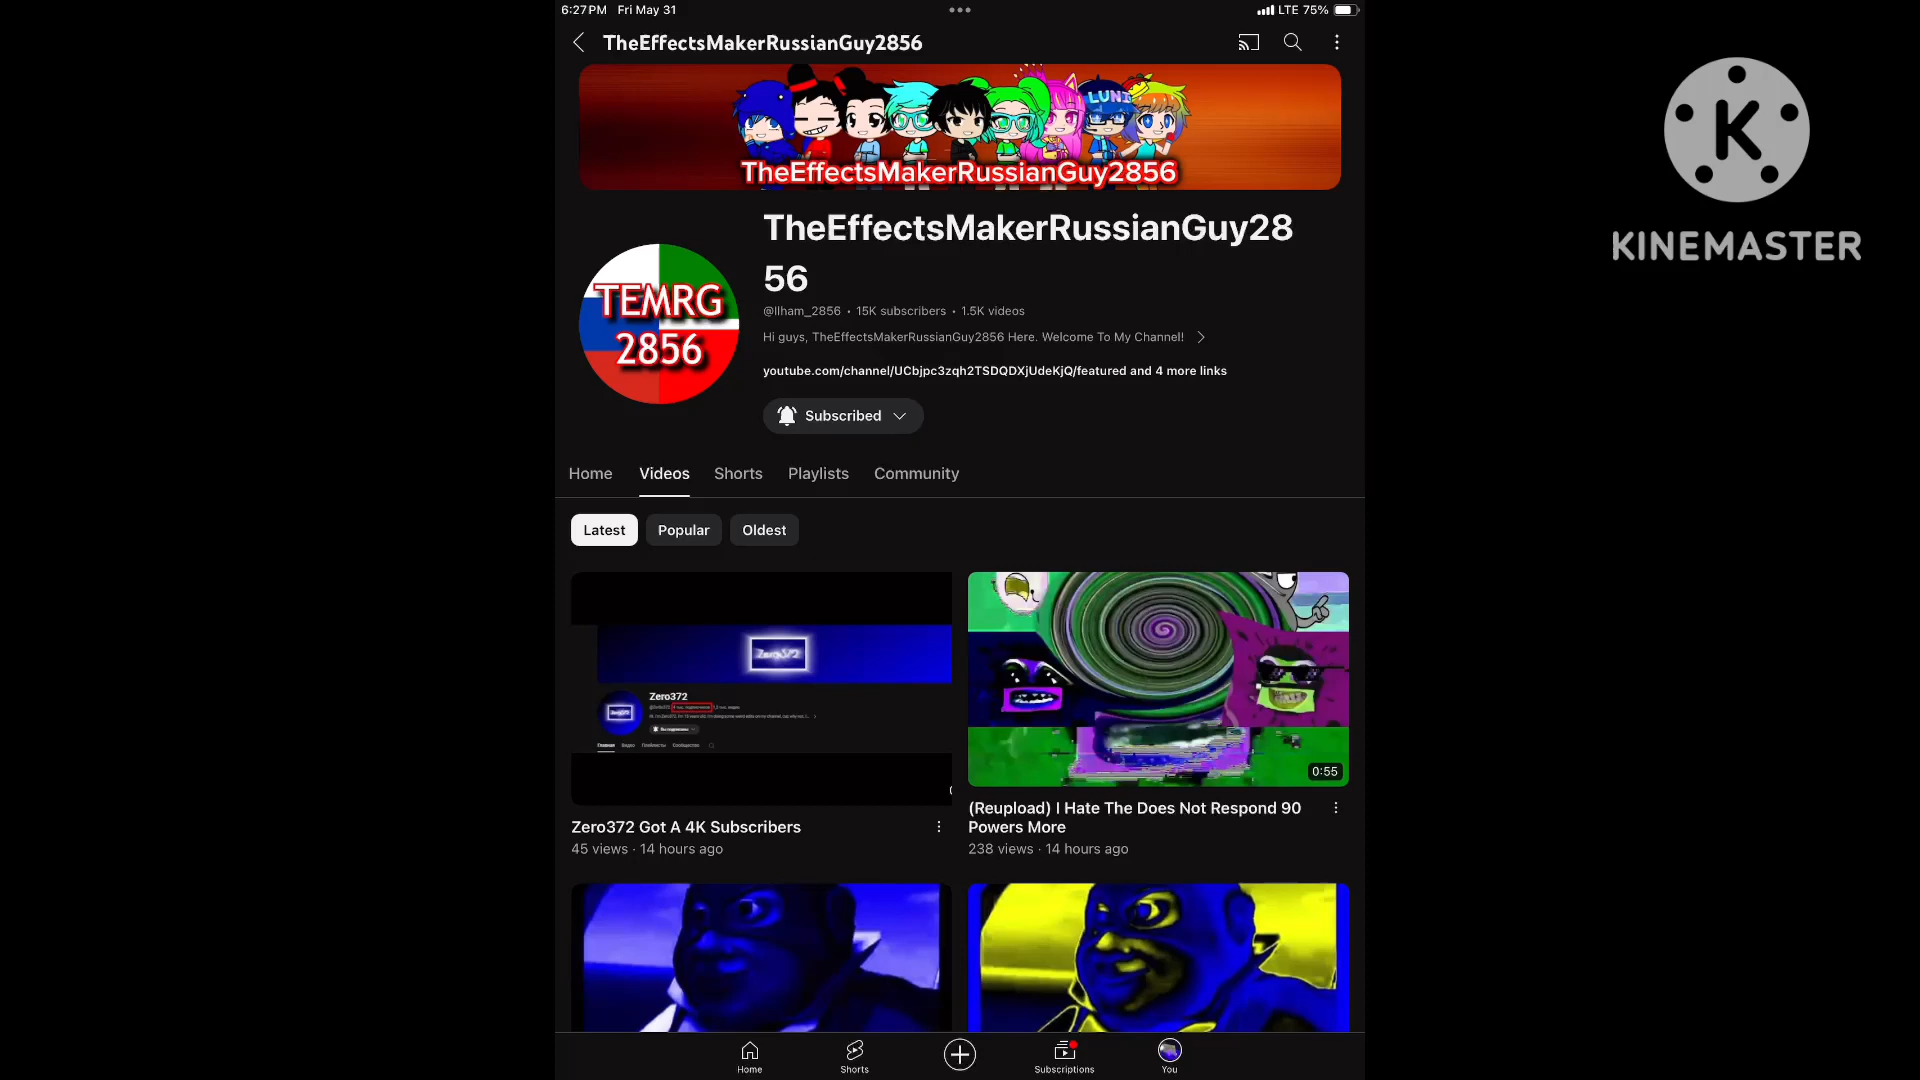 6:27PM Fri May 31
LTE 75%
TheEffectsMakerRussianGuy2856
K
KINEMASTER
LUNI
TheEffectsMakerRussianGuy2856
TEMRG
2856
TheEffectsMakerRussianGuy28
56
@Ilham_2856 • 15K subscribers • 1.5K videos
Hi guys, TheEffectsMakerRussianGuy2856 Here. Welcome To My Channel!
youtube.com/channel/UCbjpc3zqh2TSDQDXjUdeKjQ/featured and 4 more links
Subscribed
Home Videos Shorts Playlists Community
Latest Popular Oldest
Zero372
Zero372
0:55
Zero372 Got A 4K Subscribers
45 views · 14 hours ago
(Reupload) I Hate The Does Not Respond 90
Powers More
238 views · 14 hours ago
Home Shorts Subscriptions You